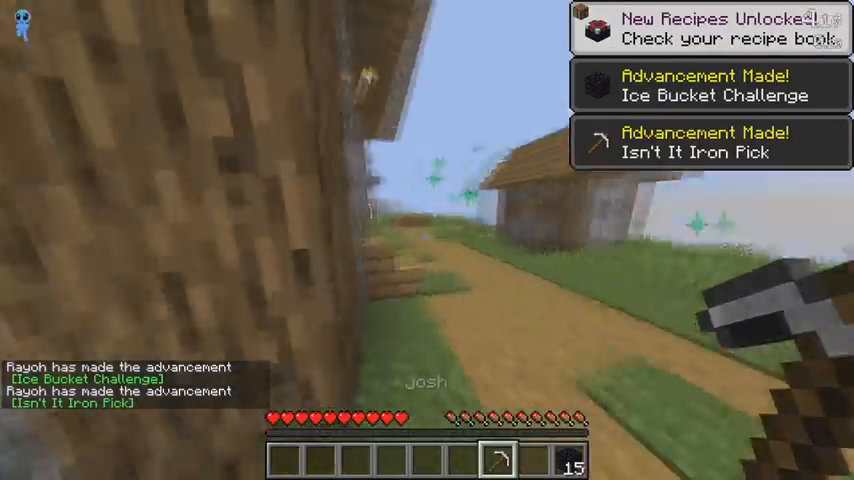 New Recipes Unlocked!
Check your recipe book
Advancement Made!
Ice Bucket Challenge
Advancement Made!
Isn't It Iron Pick
Rayoh has made the advancement
[Ice Bucket Challenge]
Rayoh has made the advancement
[Isn't It Iron Pick]
Josh
15